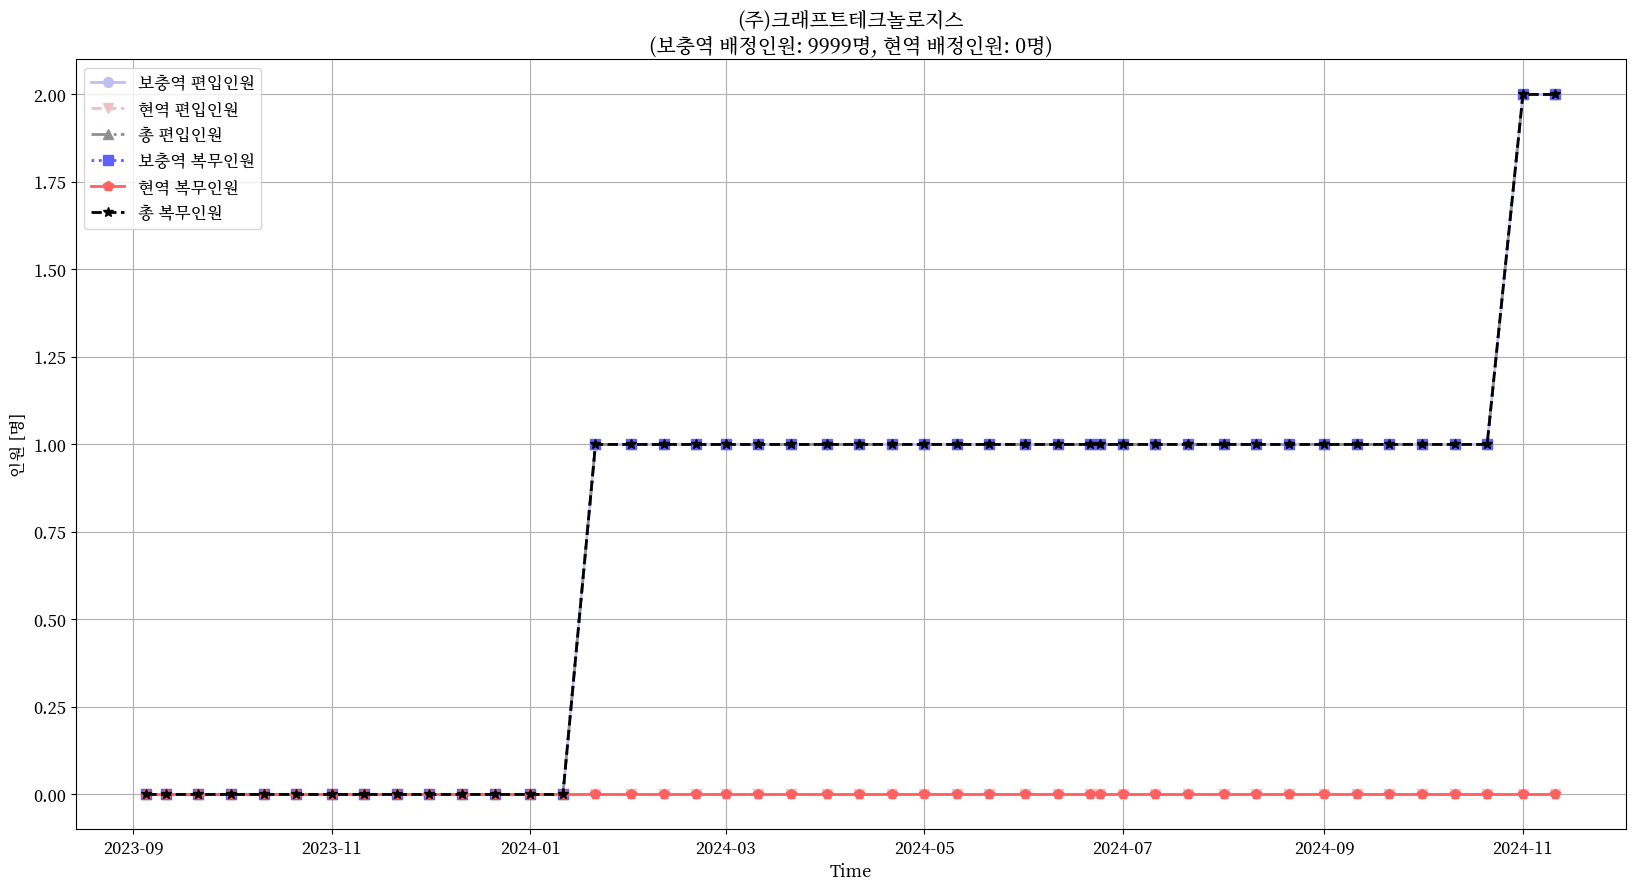 (주)크래프트테크놀로지스
(보충역 배정인원: 9999명, 현역 배정인원: 0명)
보충역 편입인원
현역 편입인원
총 편입인원
보충역 복무인원
현역 복무인원
총 복무인원
2.00
1.75
1.50
1.25
1.00
0.75
0.50
0.25
0.00
인원 [명]
2023-09 2023-11 2024-01 2024-03 2024-05 2024-07 2024-09 2024-11
Time